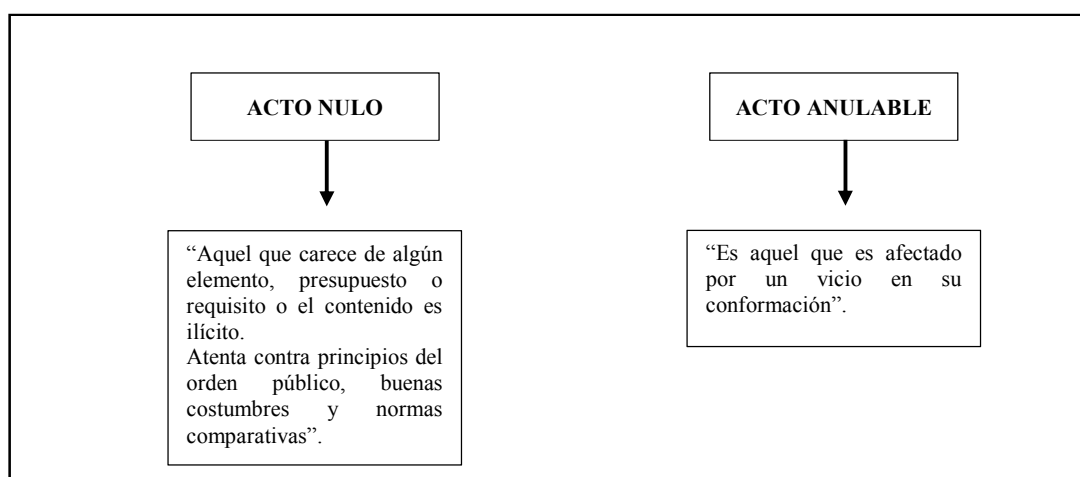 ACTO NULO
ACTO ANULABLE
“Aquel que carece de algún
elemento, presupuesto o
requisito o el contenido es
ilícito.
Atenta contra principios del
orden público, buenas
costumbres y normas
comparativas”.
“Es aquel que es afectado
por un vicio en su
conformación”.